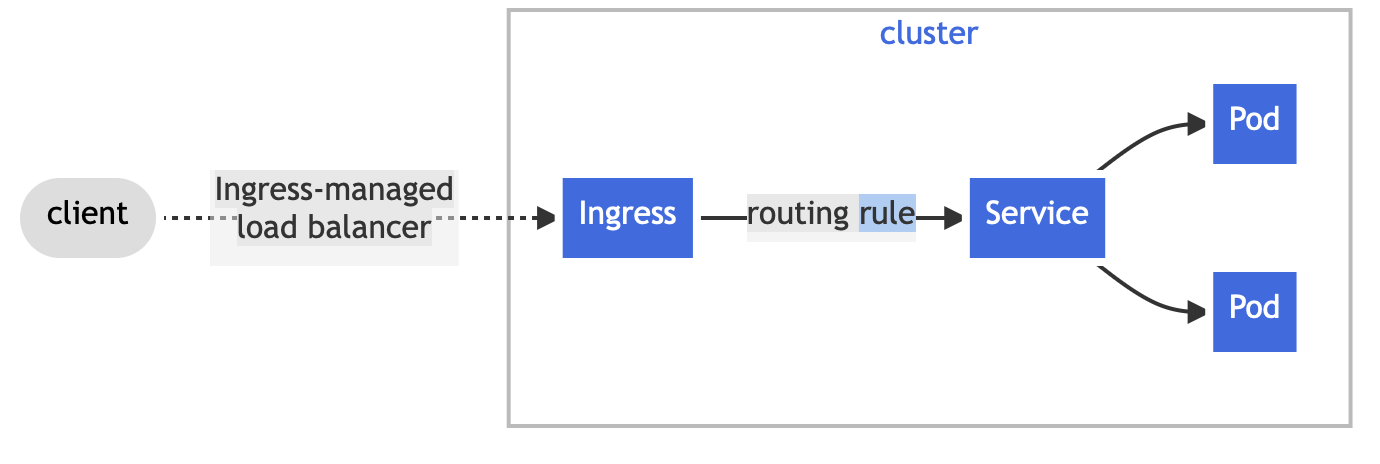 cluster
client
Ingress-managed
load balancer
Ingress
routing rule
Service
Pod
Pod